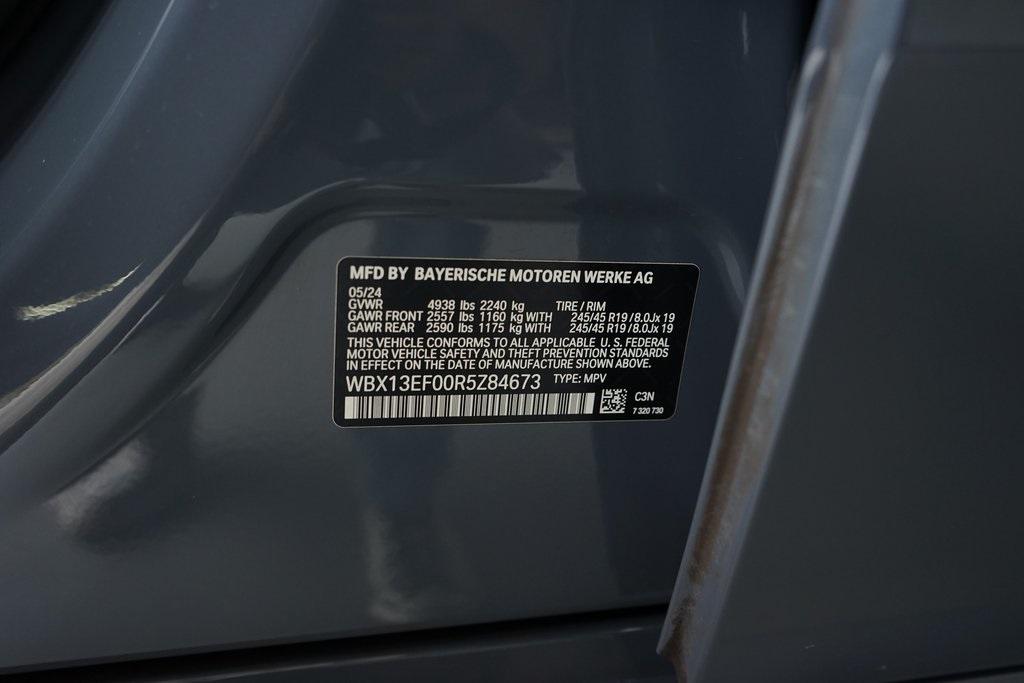 MFD BY BAYERISCHE MOTOREN WERKE AG
05/24
GVWR 4938 lbs 2240 kg TIRE / RIM
GAWR FRONT 2557 lbs 1160 kg WITH 245/45 R19 / 8.0Jx 19
GAWR REAR 2590 lbs 1175 kg WITH 245/45 R19 / 8.0Jx 19
THIS VEHICLE CONFORMS TO ALL APPLICABLE U.S. FEDERAL
MOTOR VEHICLE SAFETY AND THEFT PREVENTION STANDARDS
IN EFFECT ON THE DATE OF MANUFACTURE SHOWN ABOVE.
WBX13EF00R5Z84673 TYPE: MPV
C3N
7 320 730